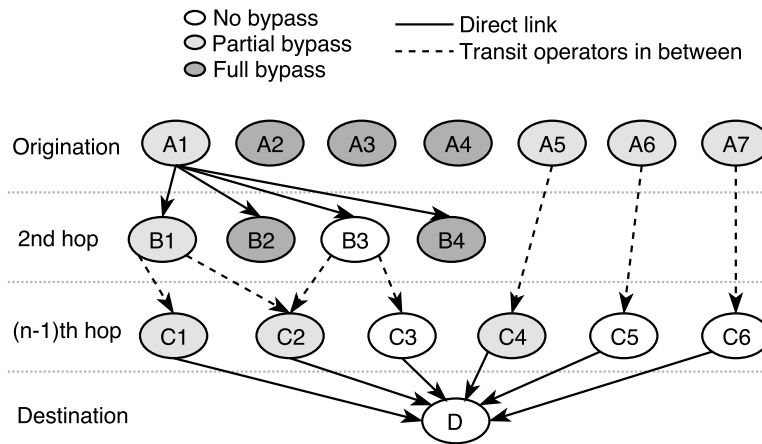 No bypass
Partial bypass
Full bypass
Direct link
Transit operators in between
Origination A1 A2 A3 A4 A5 A6 A7
2nd hop B1 B2 B3 B4
(n-1)th hop C1 C2 C3 C4 C5 C6
Destination D